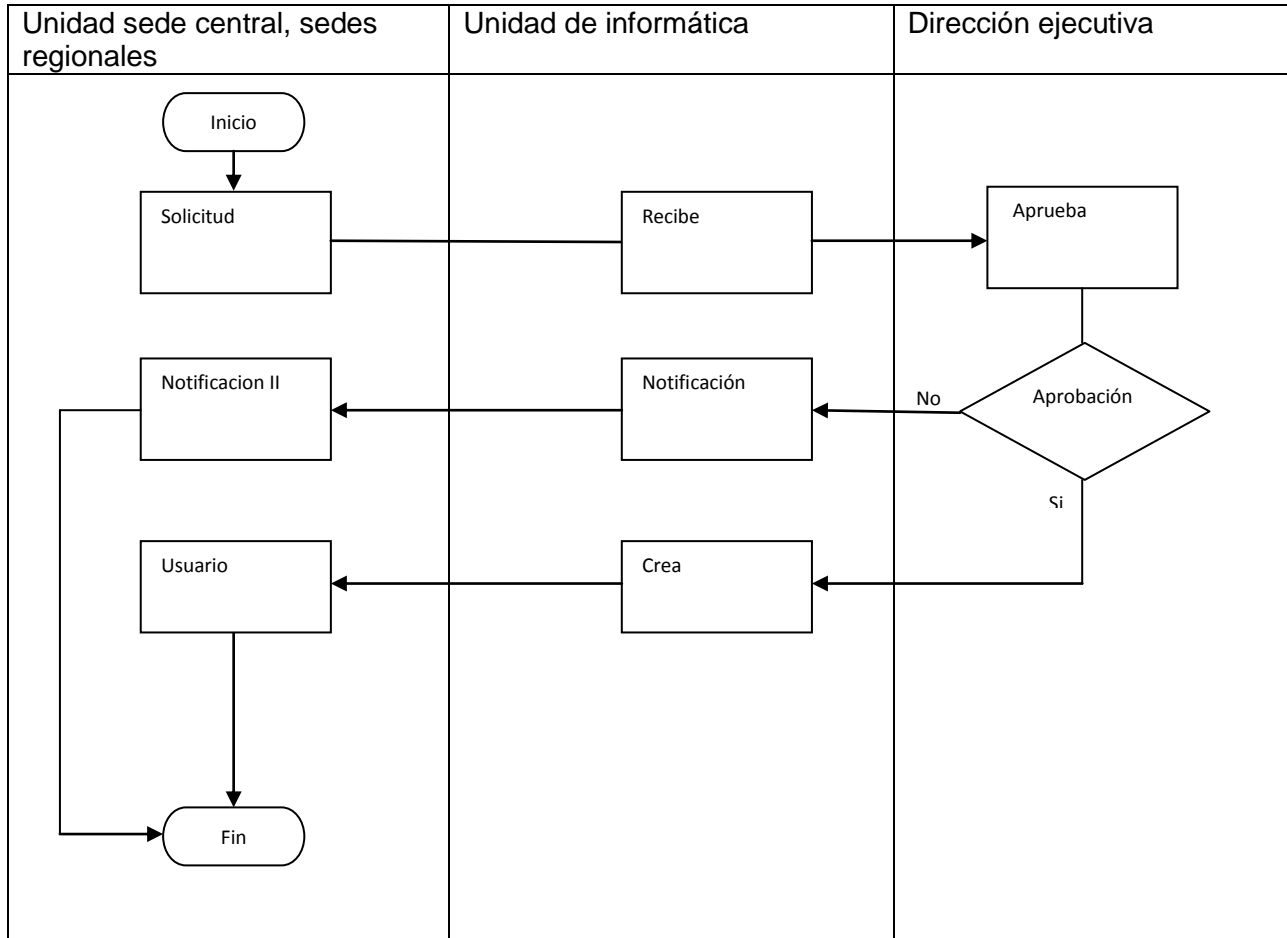 Unidad sede central, sedes
regionales
Unidad de informática
Dirección ejecutiva
Inicio
Solicitud
Recibe
Aprueba
Notificacion II
Notificación
No
Aprobación
Si
Usuario
Crea
Fin